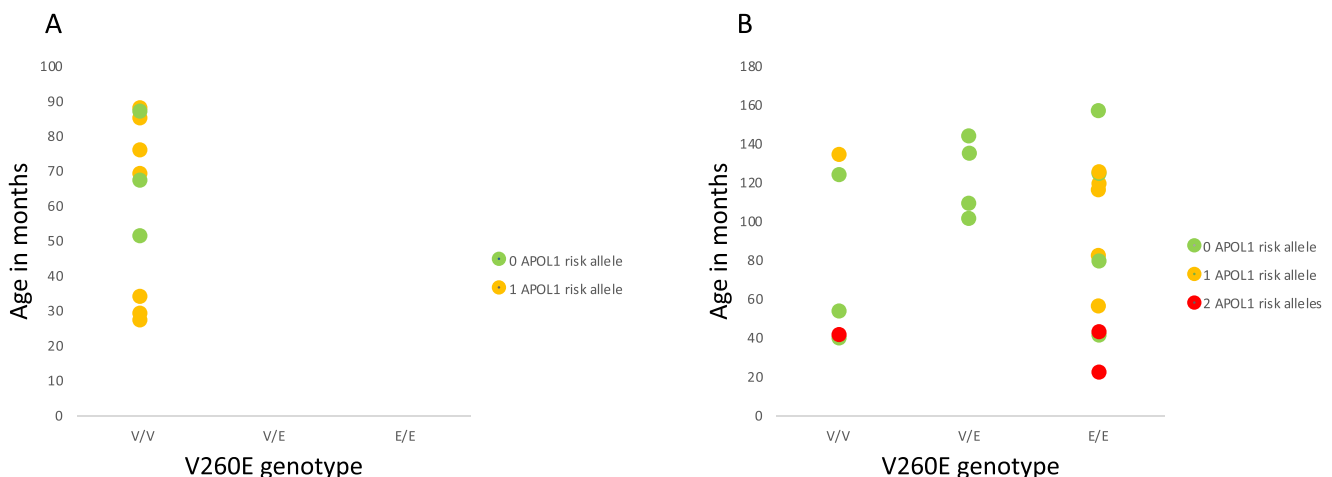 A
100
90
80
70
60
50
40
30
20
10
0
Age in months
V/V
V/E
E/E
V260E genotype
0 APOL1 risk allele
1 APOL1 risk allele
B
180
160
140
120
100
80
60
40
20
0
Age in months
V/V
V/E
E/E
V260E genotype
0 APOL1 risk allele
1 APOL1 risk allele
2 APOL1 risk alleles